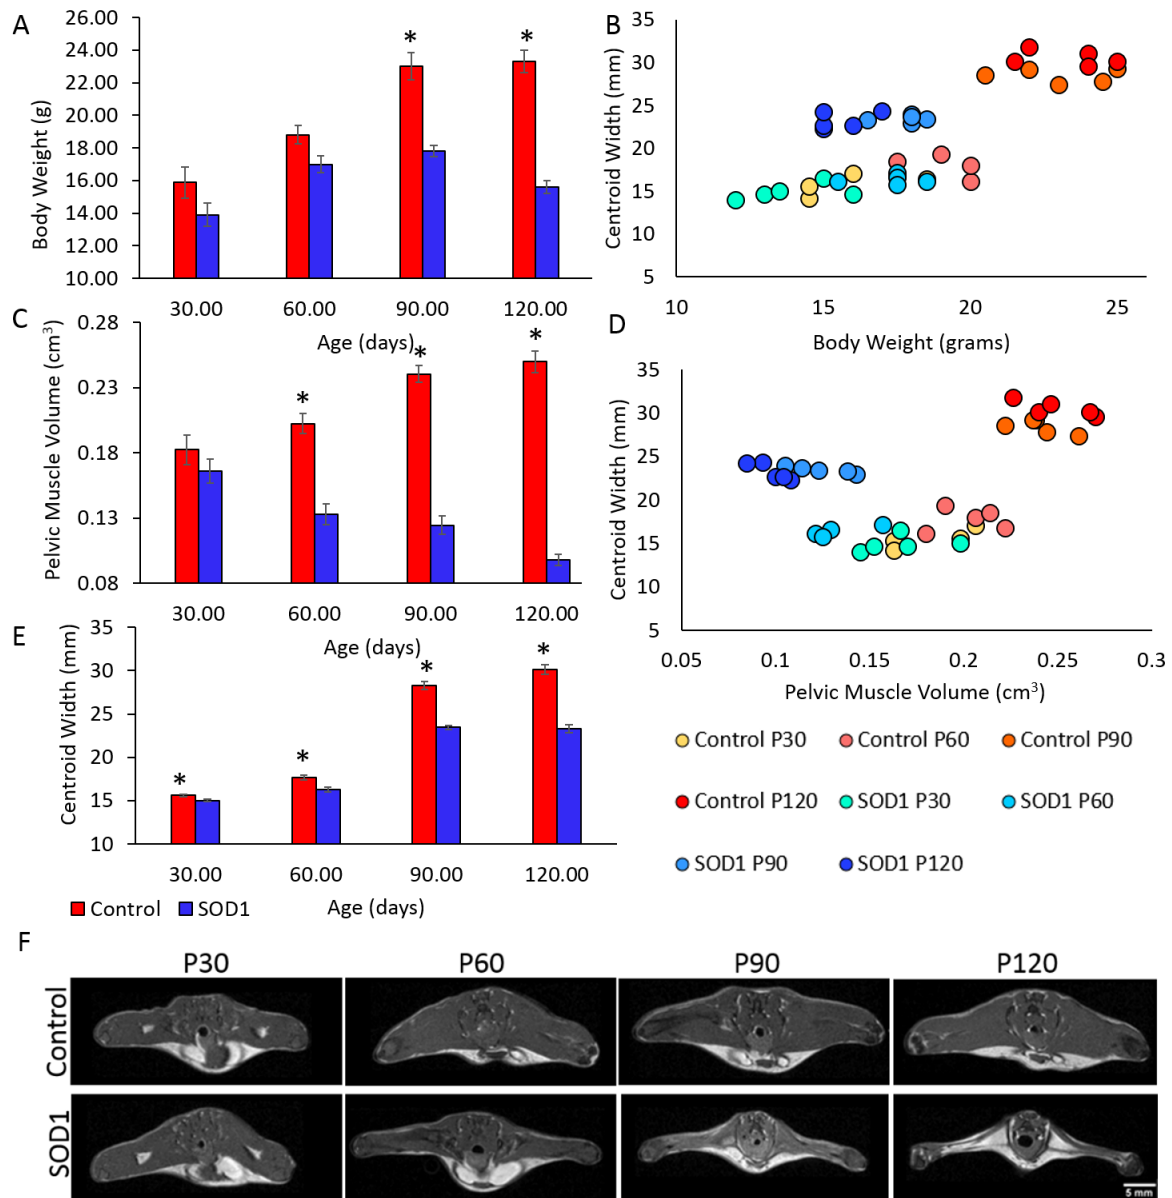 A
Body Weight (g)
26.00
24.00
22.00
20.00
18.00
16.00
14.00
12.00
10.00
*
*
30.00 60.00 90.00 120.00
Age (days)
B
Centroid Width (mm)
35
30
25
20
15
10
5
10 15 20 25
Body Weight (grams)
C
Pelvic Muscle Volume (cm³)
0.28
0.23
0.18
0.13
0.08
*
*
*
30.00 60.00 90.00 120.00
Age (days)
D
Centroid Width (mm)
35
30
25
20
15
10
5
0.05 0.1 0.15 0.2 0.25 0.3
Pelvic Muscle Volume (cm³)
E
Centroid Width (mm)
35
30
25
20
15
10
*
*
*
*
30.00 60.00 90.00 120.00
Control SOD1 Age (days)
Control P30 Control P60 Control P90
Control P120 SOD1 P30 SOD1 P60
SOD1 P90 SOD1 P120
F
P30 P60 P90 P120
Control
SOD1
5 mm